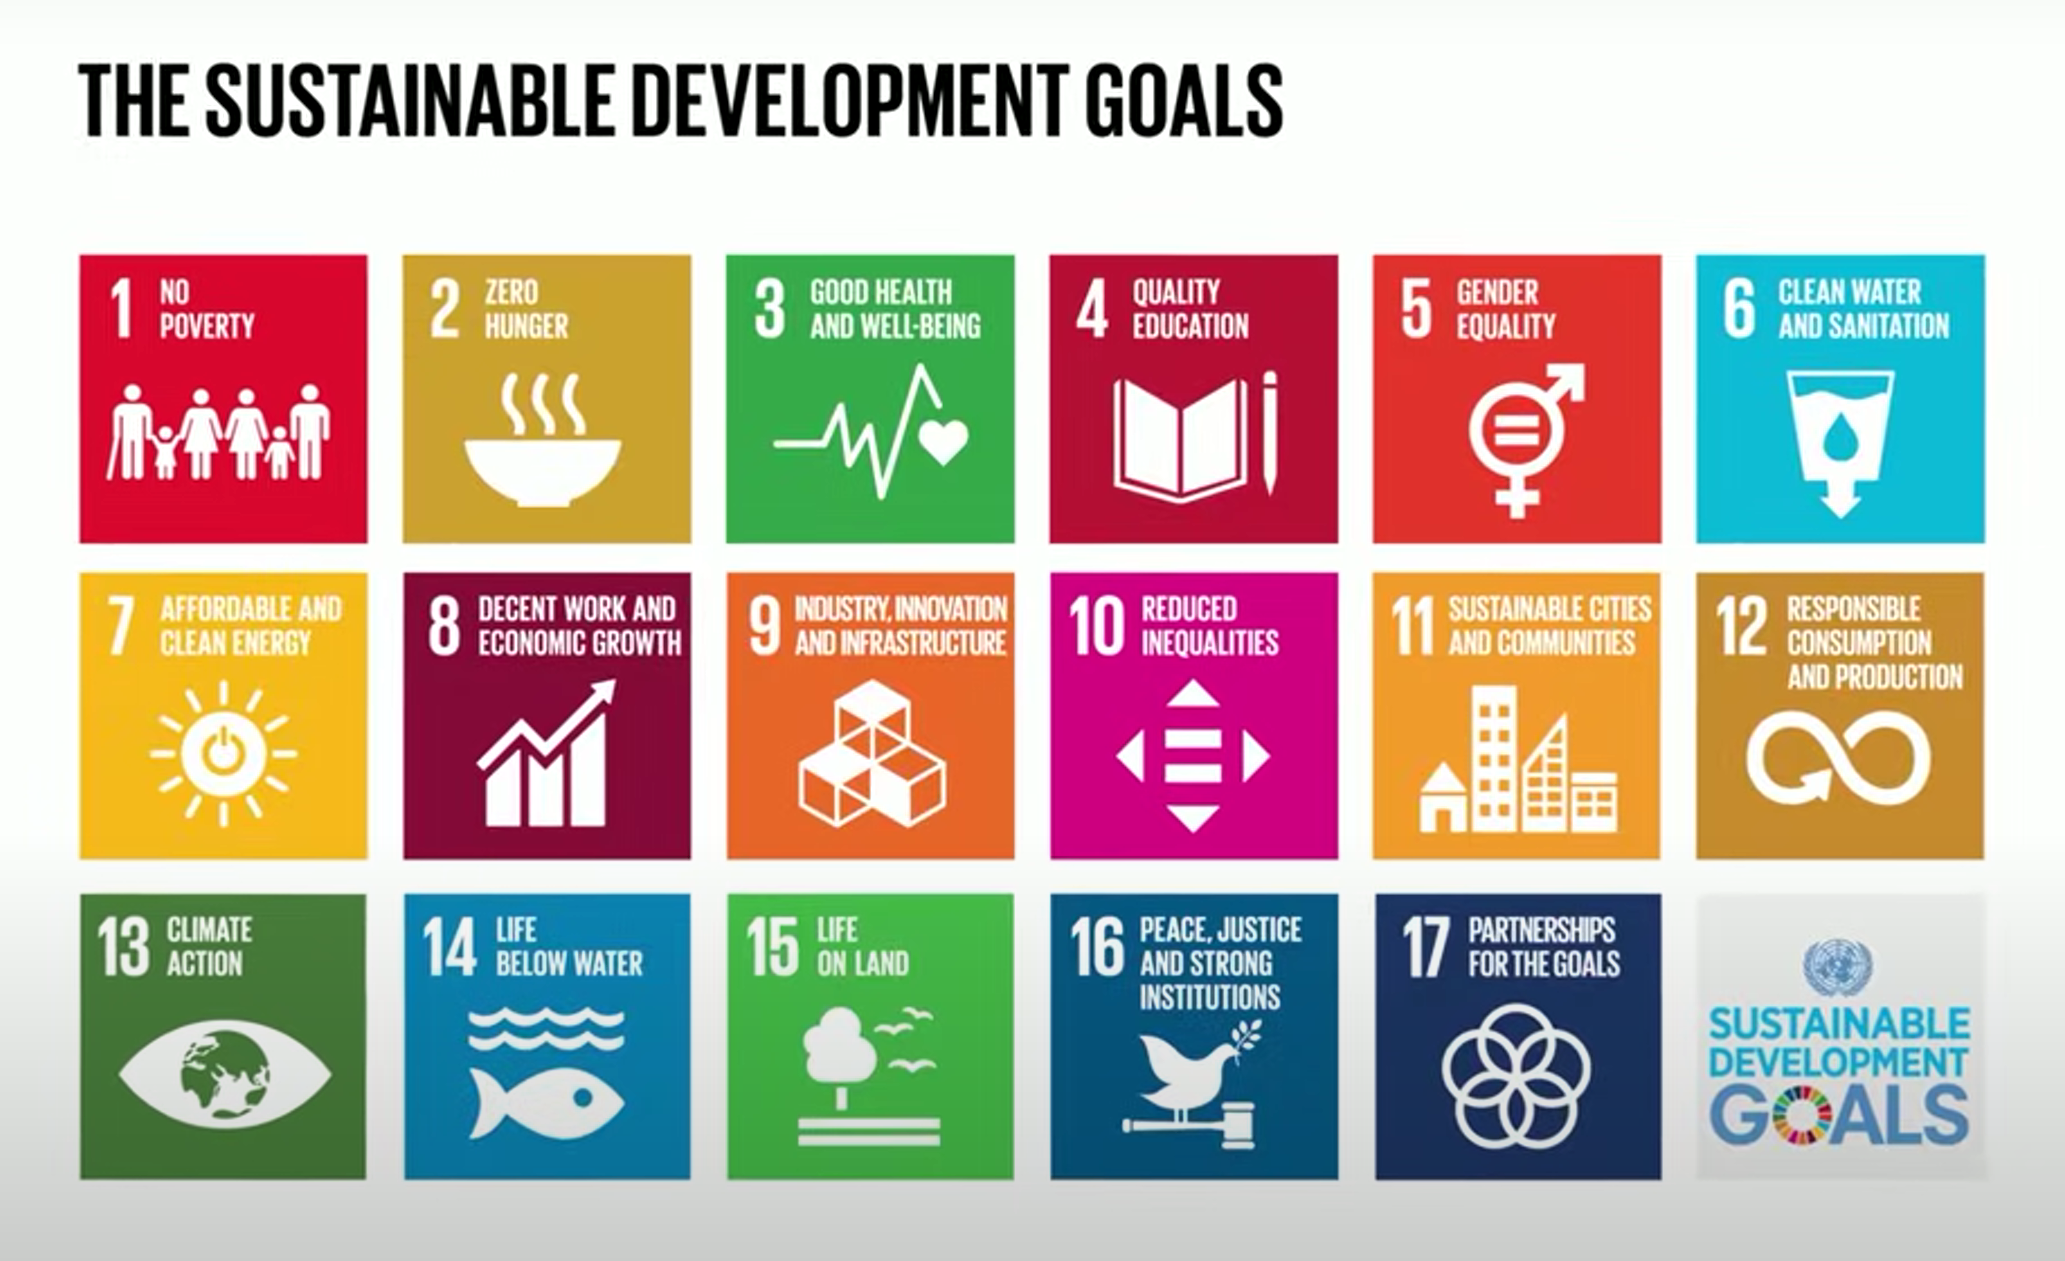 THE SUSTAINABLE DEVELOPMENT GOALS
1 NO
POVERTY
2 ZERO
HUNGER
3 GOOD HEALTH
AND WELL-BEING
4 QUALITY
EDUCATION
5 GENDER
EQUALITY
6 CLEAN WATER
AND SANITATION
7 AFFORDABLE AND
CLEAN ENERGY
8 DECENT WORK AND
ECONOMIC GROWTH
9 INDUSTRY, INNOVATION
AND INFRASTRUCTURE
10 REDUCED
INEQUALITIES
11 SUSTAINABLE CITIES
AND COMMUNITIES
12 RESPONSIBLE
CONSUMPTION
AND PRODUCTION
13 CLIMATE
ACTION
14 LIFE
BELOW WATER
15 LIFE
ON LAND
16 PEACE, JUSTICE
AND STRONG
INSTITUTIONS
17 PARTNERSHIPS
FOR THE GOALS
SUSTAINABLE
DEVELOPMENT
GOALS